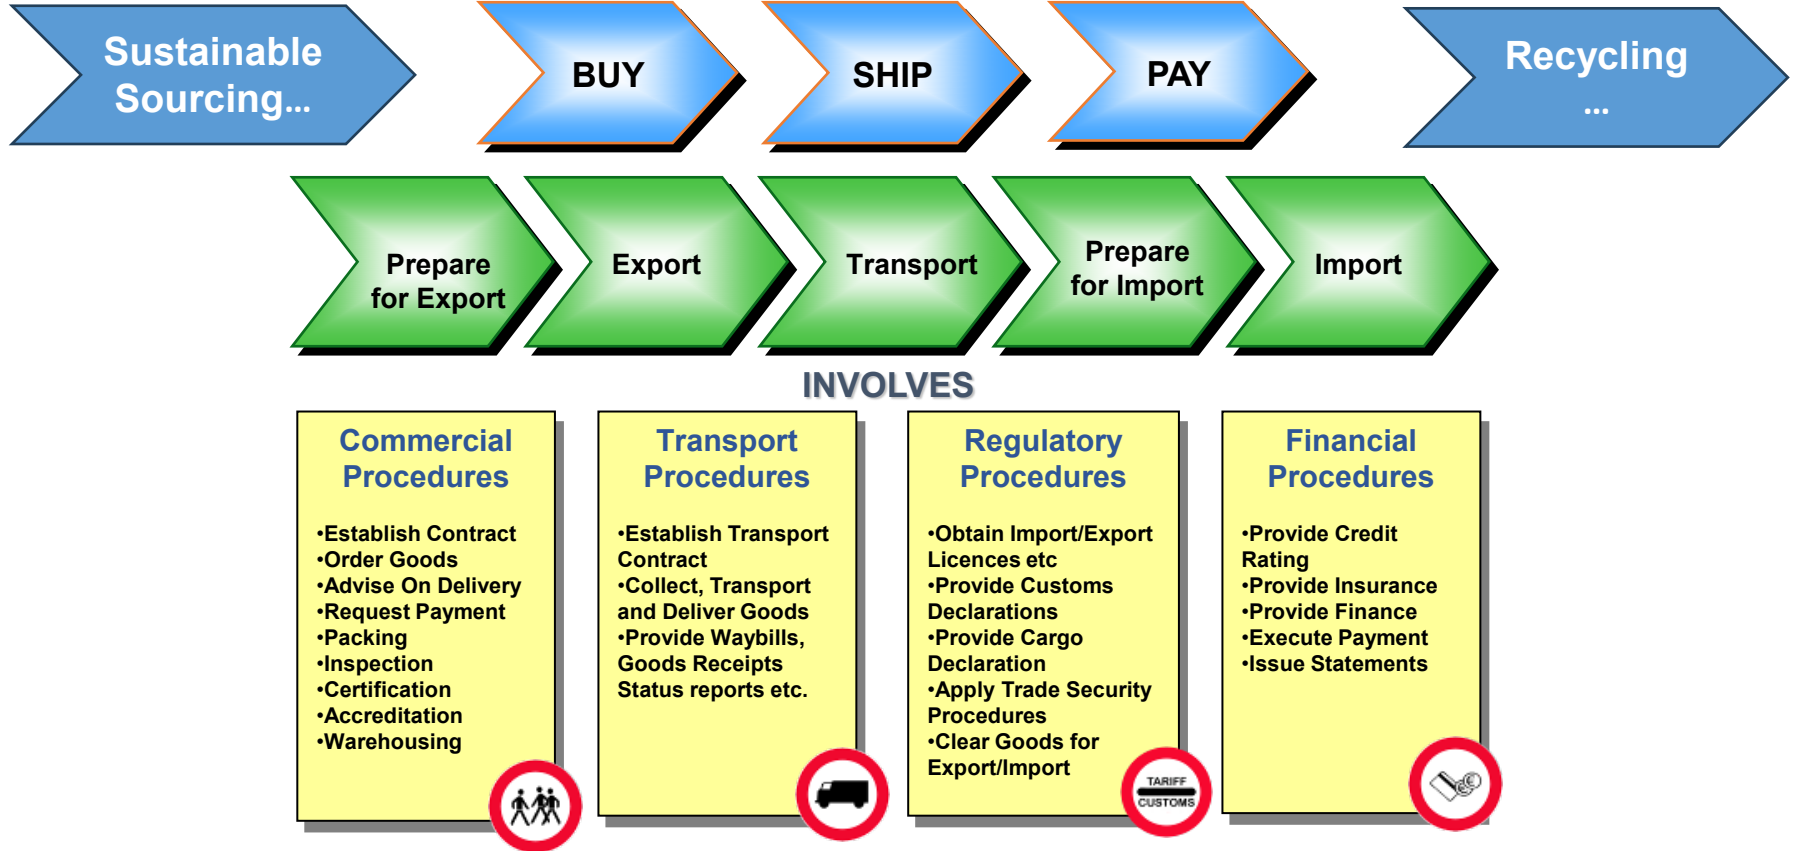 Sustainable
Sourcing...
BUY
SHIP
PAY
Recycling
...
Prepare
for Export
Export
Transport
Prepare
for Import
Import
INVOLVES
Commercial
Procedures
•Establish Contract
•Order Goods
•Advise On Delivery
•Request Payment
•Packing
•Inspection
•Certification
•Accreditation
•Warehousing
Transport
Procedures
•Establish Transport
Contract
•Collect, Transport
and Deliver Goods
•Provide Waybills,
Goods Receipts
Status reports etc.
Regulatory
Procedures
•Obtain Import/Export
Licences etc
•Provide Customs
Declarations
•Provide Cargo
Declaration
•Apply Trade Security
Procedures
•Clear Goods for
Export/Import
TARIFF
CUSTOMS
Financial
Procedures
•Provide Credit
Rating
•Provide Insurance
•Provide Finance
•Execute Payment
•Issue Statements